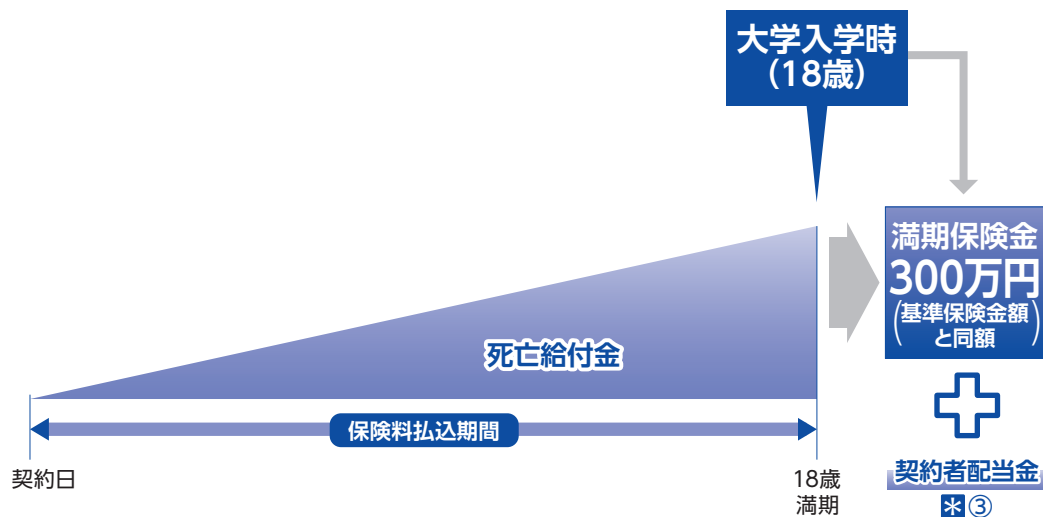 大学入学時
(18歳)
満期保険金
300万円
(基準保険金額
と同額)
死亡給付金
保険料払込期間
契約日
18歳
満期
契約者配当金
*③